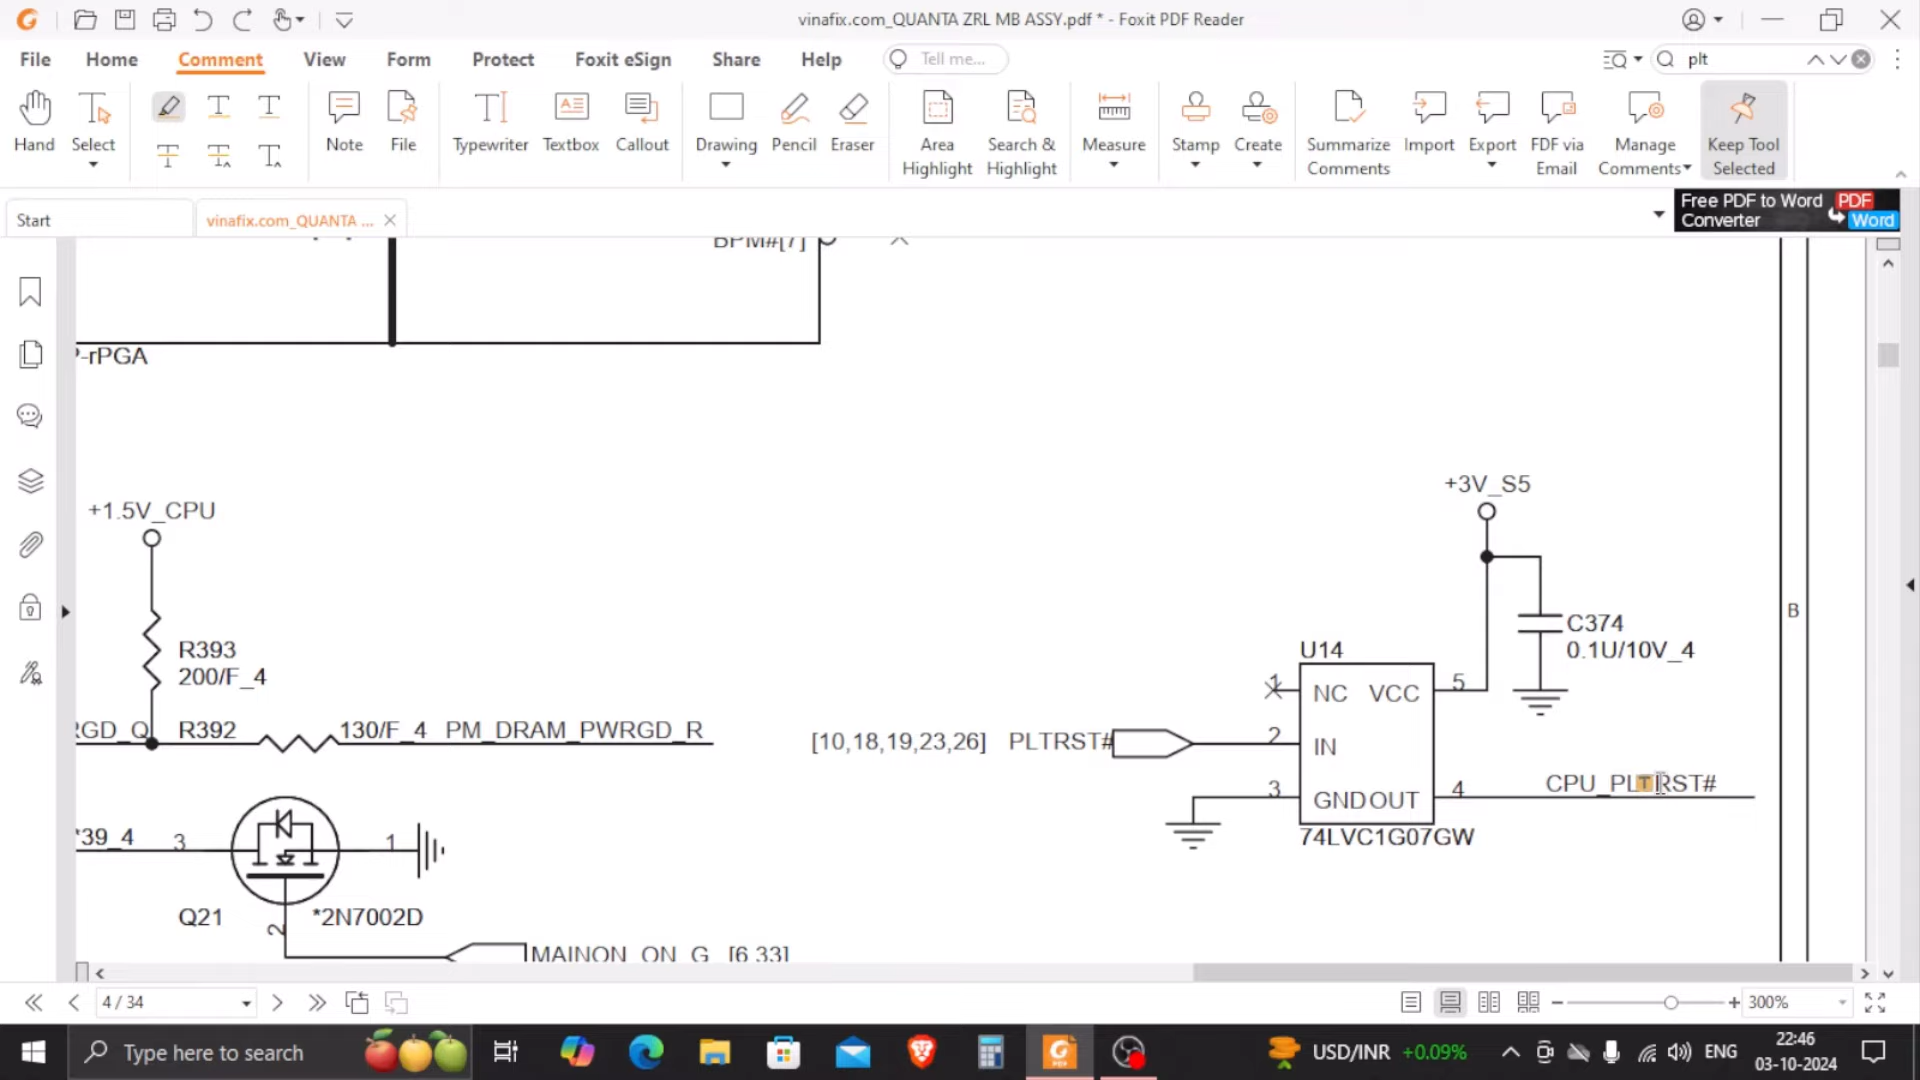 vinafix.com_QUANTA ZRL MB ASSY.pdf * - Foxit PDF Reader
File
Home
Comment
View
Form
Protect
Foxit eSign
Share
Help
Tell me...
plt
Hand
Select
Note
File
Typewriter
Textbox
Callout
Drawing
Pencil
Eraser
Area
Highlight
Search &
Highlight
Measure
Stamp
Create
Summarize
Comments
Import
Export
FDF via
Email
Manage
Comments
Keep Tool
Selected
Start
vinafix.com_QUANTA ...
Free PDF to Word
Converter
PDF
Word
BPM#[7]
P-rPGA
+1.5V_CPU
R393
200/F_4
RGD_Q
R392
130/F_4
PM_DRAM_PWRGD_R
*39_4
3
1
Q21
2
*2N7002D
MAINON_ON_G [6,33]
[10,18,19,23,26]
PLTRST#
+3V_S5
C374
0.1U/10V_4
U14
1
NC VCC
5
2
IN
3
GND OUT
4
CPU_PLTRST#
74LVC1G07GW
B
4 / 34
300%
Type here to search
USD/INR +0.09%
ENG
22:46
03-10-2024